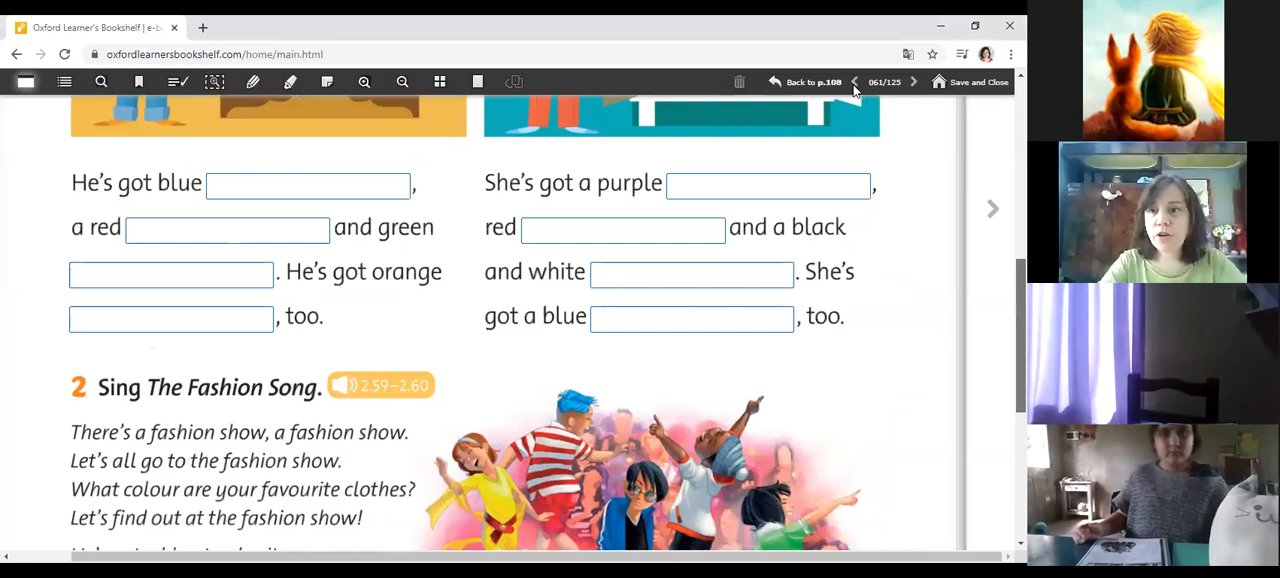 Oxford Learner's Bookshelf | e-b
oxfordlearnersbookshelf.com/home/main.html
Back to p.108
061/125
Save and Close
He's got blue ,
a red and green
. He's got orange
, too.
She's got a purple ,
red and a black
and white . She's
got a blue , too.
2 Sing The Fashion Song. 2.59–2.60
There's a fashion show, a fashion show.
Let's all go to the fashion show.
What colour are your favourite clothes?
Let's find out at the fashion show!